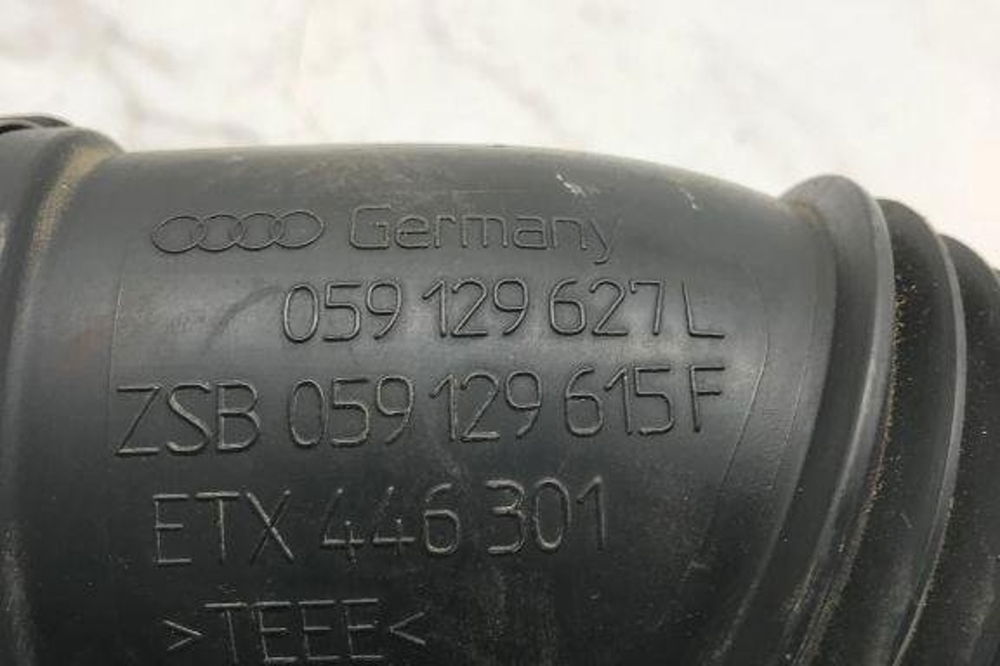 Germany
059 129 627 L
ZSB 059 129 615 F
ETX 446 301
>TEEE<